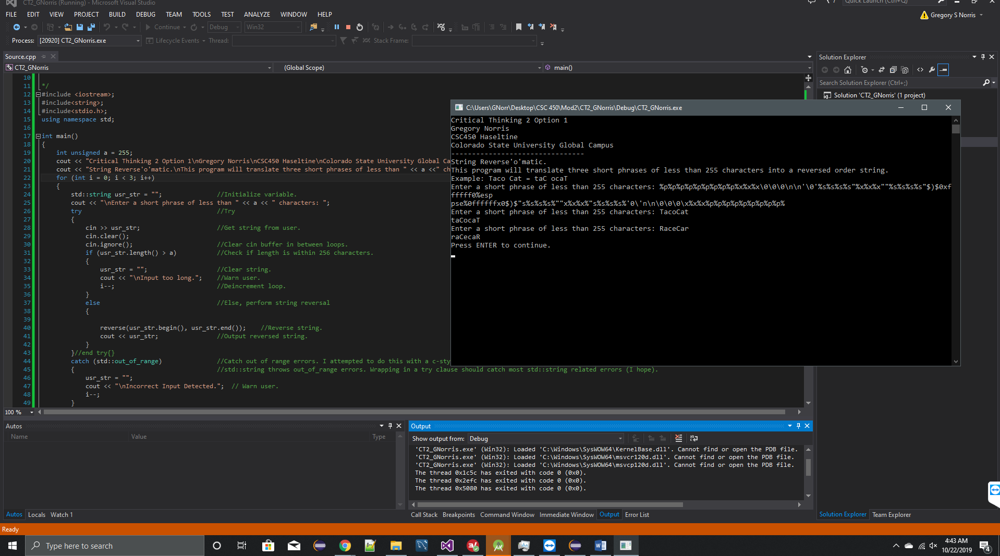 CT2_GNorris (Running) - Microsoft Visual Studio
Quick Launch (Ctrl+Q)
FILE EDIT VIEW PROJECT BUILD DEBUG TEAM TOOLS TEST ANALYZE WINDOW HELP
Gregory S Norris
Continue Debug Win32
Process: [20920] CT2_GNorris.exe Lifecycle Events Thread: Stack Frame:
Source.cpp
CT2_GNorris (Global Scope) main()
10
11 */
12 #include <iostream>;
13 #include<string>;
14 #include<stdio.h>;
15 using namespace std;
16
17 int main()
18 {
19 int unsigned a = 255;
20 cout << "Critical Thinking 2 Option 1\nGregory Norris\nCSC450 Haseltine\nColorado State University Global Ca
21 cout << "String Reverse'o'matic.\nThis program will translate three short phrases of less than " << a <<" ch
22 for (int i = 0; i < 3; i++)
23 {
24 std::string usr_str = ""; //Initialize variable.
25 cout << "\nEnter a short phrase of less than " << a << " characters: ";
26 try //Try
27 {
28 cin >> usr_str; //Get string from user.
29 cin.clear();
30 cin.ignore(); //Clear cin buffer in between loops.
31 if (usr_str.length() > a) //Check if length is within 256 characters.
32 {
33 usr_str = ""; //Clear string.
34 cout << "\nInput too long."; //Warn user.
35 i--; //Deincrement loop.
36 }
37 else //Else, perform string reversal
38 {
39
40 reverse(usr_str.begin(), usr_str.end()); //Reverse string.
41 cout << usr_str; //Output reversed string.
42 }
43 }//end try{}
44 catch (std::out_of_range) //Catch out of range errors. I attempted to do this with a c-sty
45 { //std::string throws out_of_range errors. Wrapping in a try clause should catch most std::string related errors (I hope).
46 usr_str = "";
47 cout << "\nIncorrect Input Detected."; // Warn user.
48 i--;
49 }
100 %
C:\Users\GNorr\Desktop\CSC 450\Mod2\CT2_GNorris\Debug\CT2_GNorris.exe
Critical Thinking 2 Option 1
Gregory Norris
CSC450 Haseltine
Colorado State University Global Campus
--------------------------------
String Reverse'o'matic.
This program will translate three short phrases of less than 255 characters into a reversed order string.
Example: Taco Cat = taC ocaT
Enter a short phrase of less than 255 characters: %p%p%p%p%p%p%p%p%p%x%x%x\0\0\0\n\n'\0'%s%s%s%s"%x%x%x""%s%s%s%s"$)$0xf
fffff0%esp
pse%0ffffffx0$)$"s%s%s%s%""x%x%x%"s%s%s%s%'0\'n\n\0\0\0\x%x%x%p%p%p%p%p%p%p%p%p%
Enter a short phrase of less than 255 characters: TacoCat
taCocaT
Enter a short phrase of less than 255 characters: RaceCar
raCecaR
Press ENTER to continue.
Solution Explorer
Search Solution Explorer (Ctrl+;)
Solution 'CT2_GNorris' (1 project)
Autos
Name Value Type
Autos Locals Watch 1
Output
Show output from: Debug
'CT2_GNorris.exe' (Win32): Loaded 'C:\Windows\SysWOW64\KernelBase.dll'. Cannot find or open the PDB file.
'CT2_GNorris.exe' (Win32): Loaded 'C:\Windows\SysWOW64\msvcr120d.dll'. Cannot find or open the PDB file.
'CT2_GNorris.exe' (Win32): Loaded 'C:\Windows\SysWOW64\msvcp120d.dll'. Cannot find or open the PDB file.
The thread 0x1c5c has exited with code 0 (0x0).
The thread 0x2efc has exited with code 0 (0x0).
The thread 0x5080 has exited with code 0 (0x0).
Call Stack Breakpoints Command Window Immediate Window Output Error List
Solution Explorer Team Explorer
Ready
Type here to search
4:43 AM
10/22/2019
4